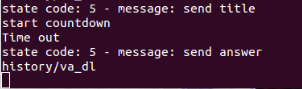 state code: 5 - message: send title
start countdown
Time out
state code: 5 - message: send answer
history/va_dl